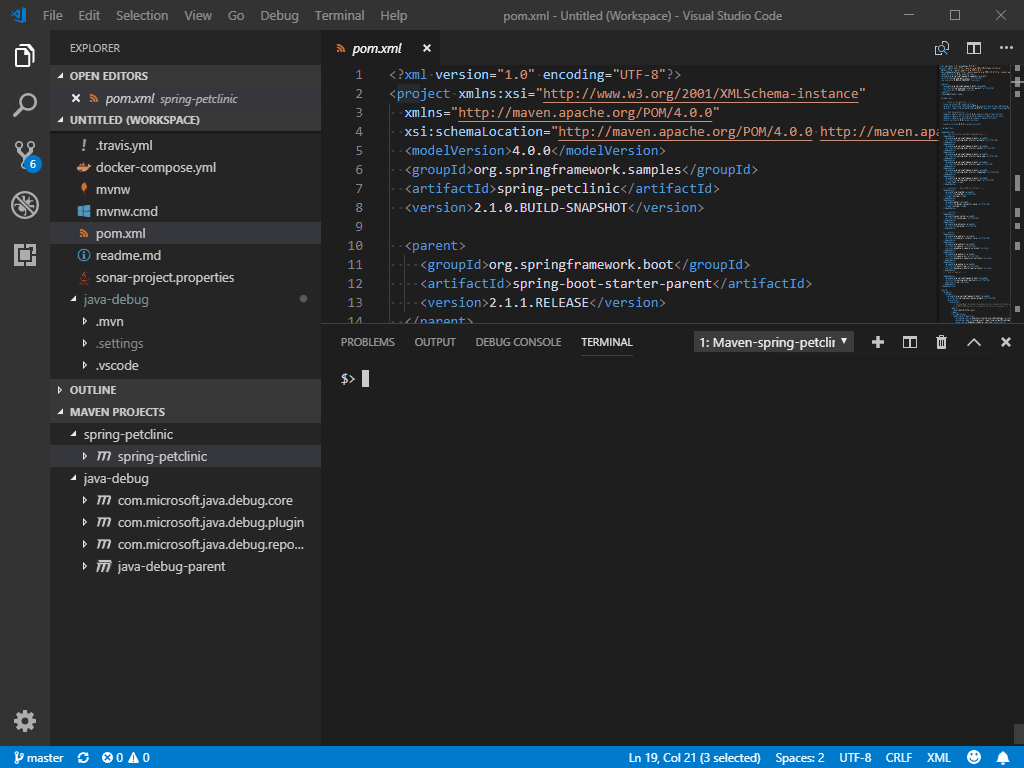 File Edit Selection View Go Debug Terminal Help pom.xml - Untitled (Workspace) - Visual Studio Code
EXPLORER
OPEN EDITORS
pom.xml spring-petclinic
UNTITLED (WORKSPACE)
.travis.yml
docker-compose.yml
mvnw
mvnw.cmd
pom.xml
readme.md
sonar-project.properties
java-debug
.mvn
.settings
.vscode
OUTLINE
MAVEN PROJECTS
spring-petclinic
spring-petclinic
java-debug
com.microsoft.java.debug.core
com.microsoft.java.debug.plugin
com.microsoft.java.debug.repo...
java-debug-parent
6
pom.xml
1 <?xml version="1.0" encoding="UTF-8"?>
2 <project xmlns:xsi="http://www.w3.org/2001/XMLSchema-instance"
3 xmlns="http://maven.apache.org/POM/4.0.0"
4 xsi:schemaLocation="http://maven.apache.org/POM/4.0.0 http://maven.apa
5 <modelVersion>4.0.0</modelVersion>
6 <groupId>org.springframework.samples</groupId>
7 <artifactId>spring-petclinic</artifactId>
8 <version>2.1.0.BUILD-SNAPSHOT</version>
9
10 <parent>
11 <groupId>org.springframework.boot</groupId>
12 <artifactId>spring-boot-starter-parent</artifactId>
13 <version>2.1.1.RELEASE</version>
14 </parent>
PROBLEMS OUTPUT DEBUG CONSOLE TERMINAL 1: Maven-spring-petclir
$>
master 0 0 Ln 19, Col 21 (3 selected) Spaces: 2 UTF-8 CRLF XML